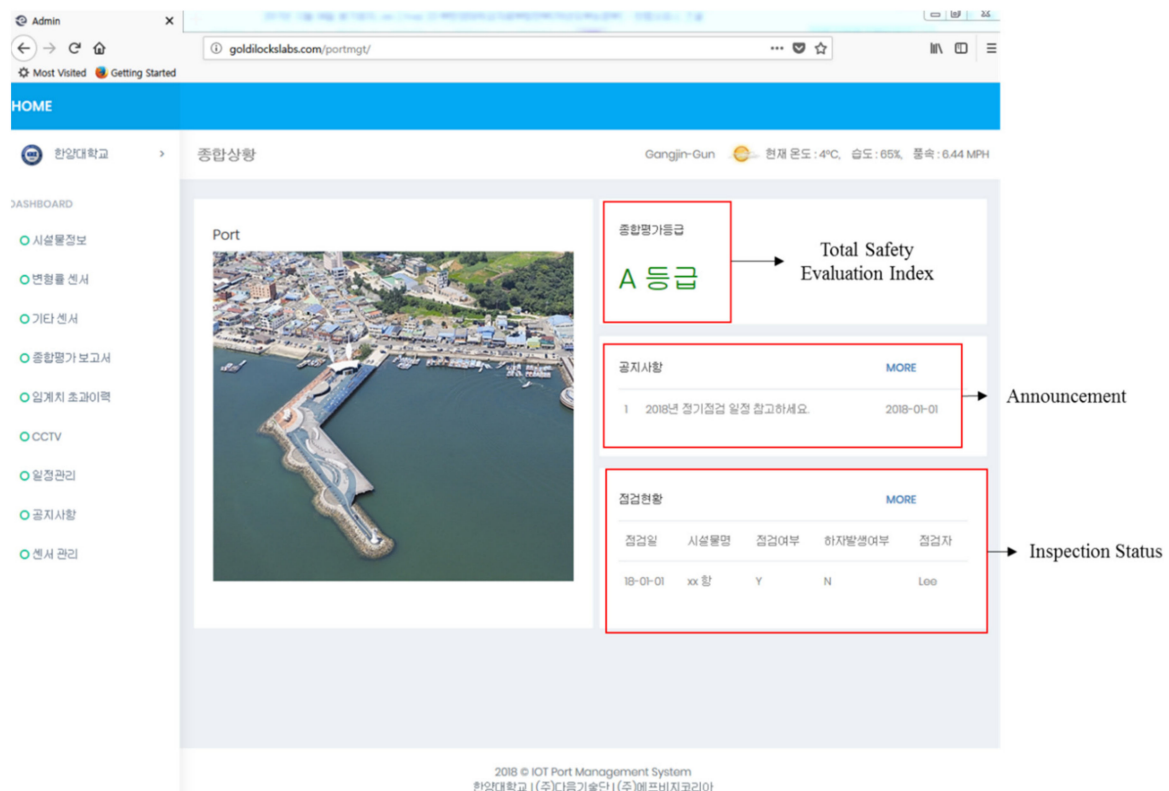 Admin
goldilockslabs.com/portmgt/
Most Visited Getting Started
HOME
한양대학교
종합상황
Gangjin-Gun 현재 온도 : 4°C, 습도 : 65%, 풍속 : 6.44 MPH
DASHBOARD
시설물정보
변형률 센서
기타 센서
종합평가 보고서
임계치 초과이력
CCTV
일정관리
공지사항
센서 관리
Port
종합평가등급
A 등급
Total Safety
Evaluation Index
공지사항 MORE
1 2018년 정기점검 일정 참고하세요. 2018-01-01
Announcement
점검현황 MORE
점검일 시설물명 점검여부 하자발생여부 점검자
18-01-01 xx 항 Y N Lee
Inspection Status
2018 © IOT Port Management System
한양대학교 | (주)다음기술단 | (주)에프비지코리아